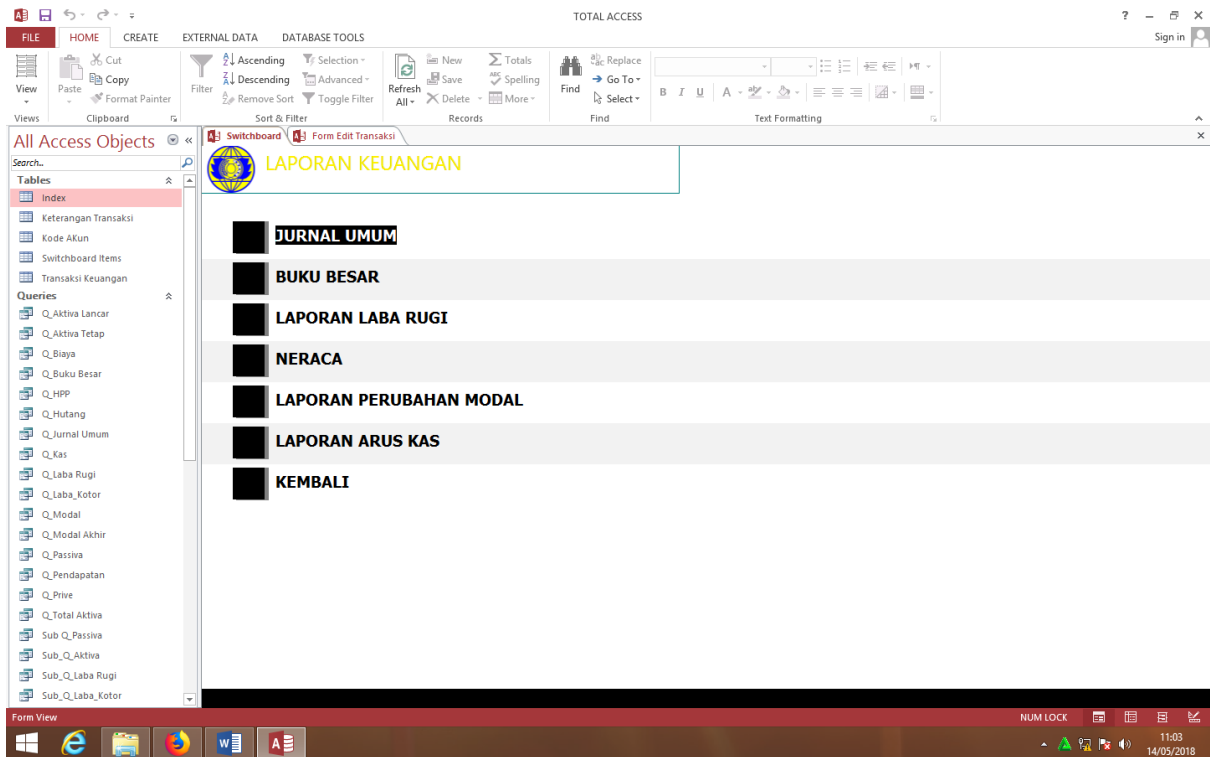 TOTAL ACCESS
FILE HOME CREATE EXTERNAL DATA DATABASE TOOLS Sign in
View Paste Cut Copy Format Painter
Filter Ascending Descending Remove Sort Selection Advanced Toggle Filter
Refresh All New Save Delete Totals Spelling More
Find Replace Go To Select
B I U A
Views Clipboard Sort & Filter Records Find Text Formatting
All Access Objects
Search..
Switchboard Form Edit Transaksi
LAPORAN KEUANGAN
Tables
Index
Keterangan Transaksi
Kode AKun
Switchboard Items
Transaksi Keuangan
Queries
Q_Aktiva Lancar
Q_Aktiva Tetap
Q_Biaya
Q_Buku Besar
Q_HPP
Q_Hutang
Q_Jurnal Umum
Q_Kas
Q_Laba Rugi
Q_Laba_Kotor
Q_Modal
Q_Modal Akhir
Q_Passiva
Q_Pendapatan
Q_Prive
Q_Total Aktiva
Sub Q_Passiva
Sub_Q_Aktiva
Sub_Q_Laba Rugi
Sub_Q_Laba_Kotor
JURNAL UMUM
BUKU BESAR
LAPORAN LABA RUGI
NERACA
LAPORAN PERUBAHAN MODAL
LAPORAN ARUS KAS
KEMBALI
Form View NUM LOCK
11:03
14/05/2018